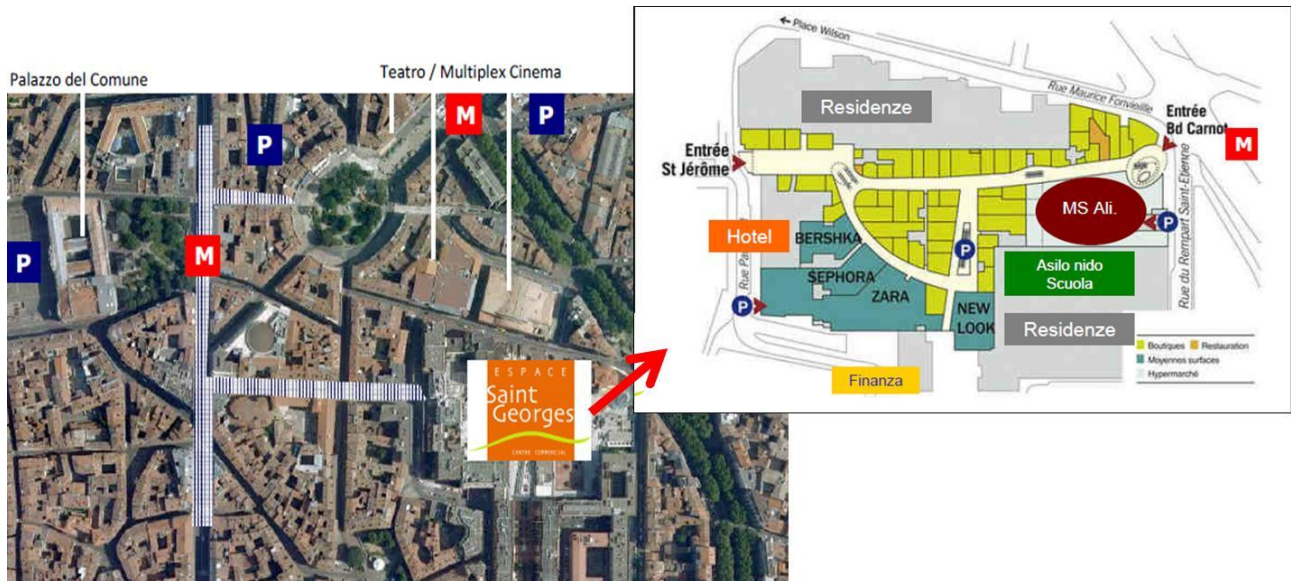 Palazzo del Comune
Teatro / Multiplex Cinema
M
P
P
M
P
ESPACE
Saint
Georges
CENTRE COMMERCIAL
Place Wilson
Rue Maurice Fonvieille
Residenze
Entrée
Bd Carnot
M
Entrée
St Jérôme
MS Ali.
P
Rue du Rempart Saint-Etienne
Hotel
BERSHKA
P
Asilo nido
Scuola
Rue Pa
SEPHORA
ZARA
P
NEW
LOOK
Residenze
Boutiques
Restauration
Moyennes surfaces
Hypermarché
Finanza